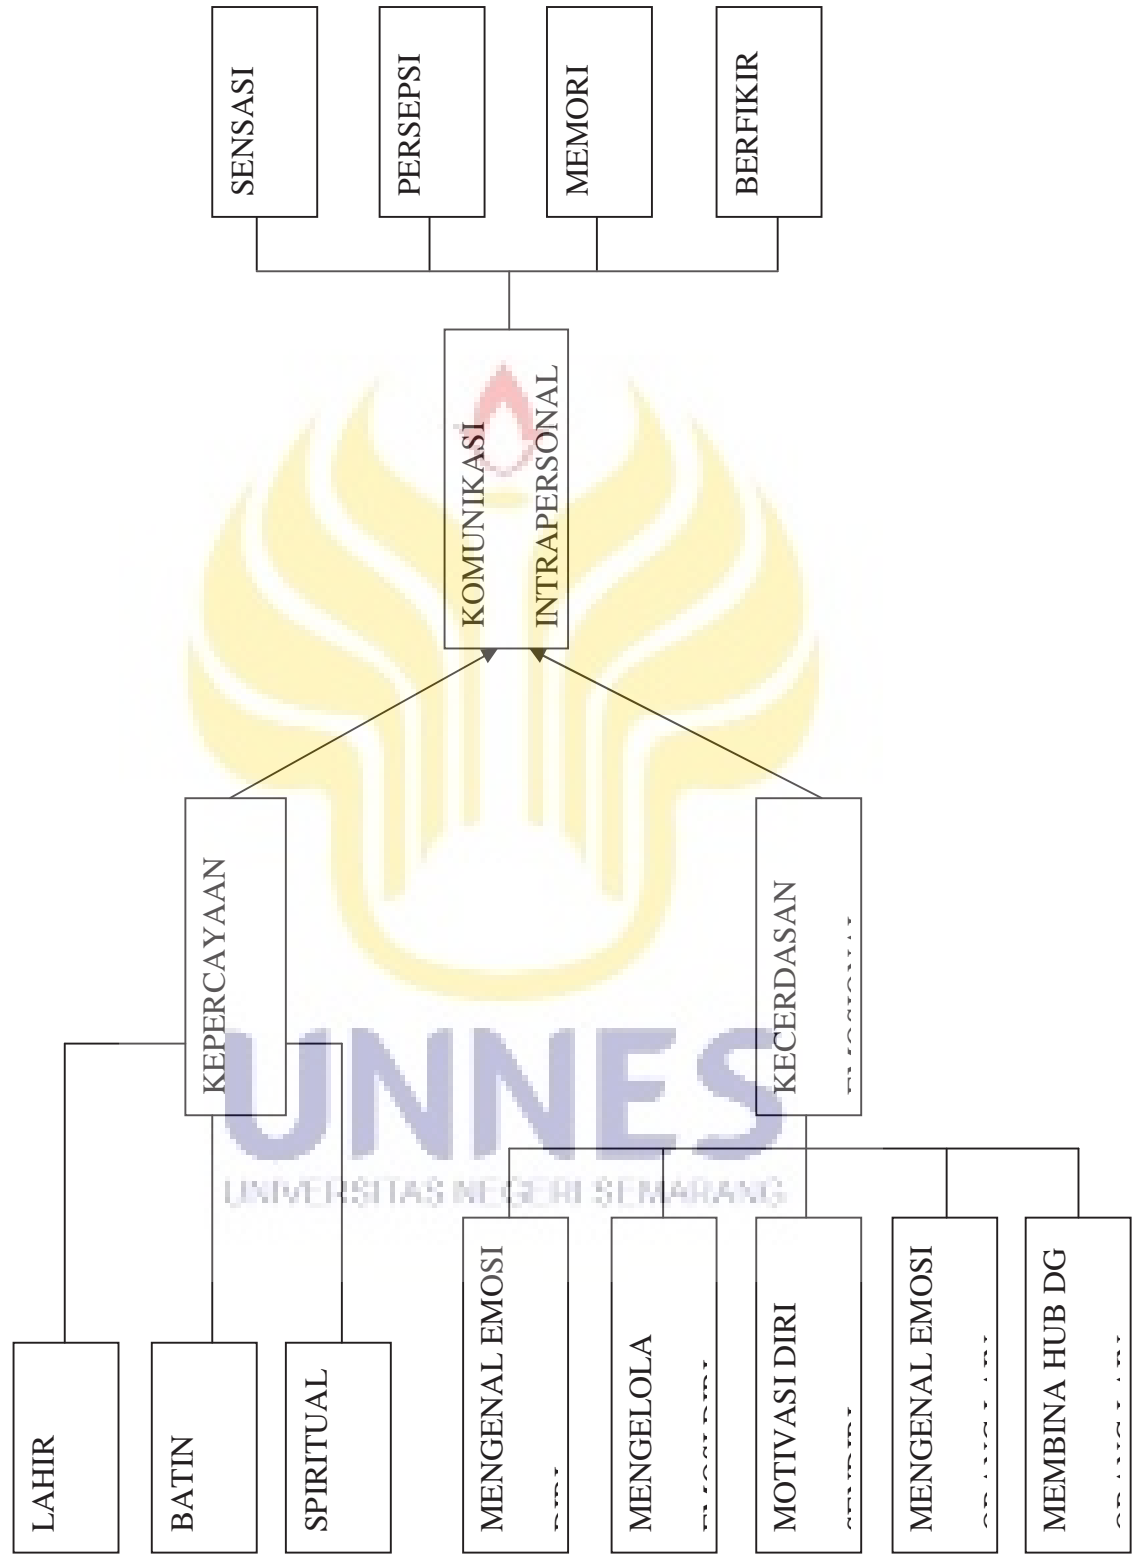 LAHIR
BATIN
SPIRITUAL
KEPERCAYAAN
MENGENAL EMOSI
MENGELOLA
MOTIVASI DIRI
MENGENAL EMOSI
MEMBINA HUB DG
KECERDASAN
KOMUNIKASI
INTRAPERSONAL
SENSASI
PERSEPSI
MEMORI
BERFIKIR
UNNES
UNIVERSITAS NEGERI SEMARANG